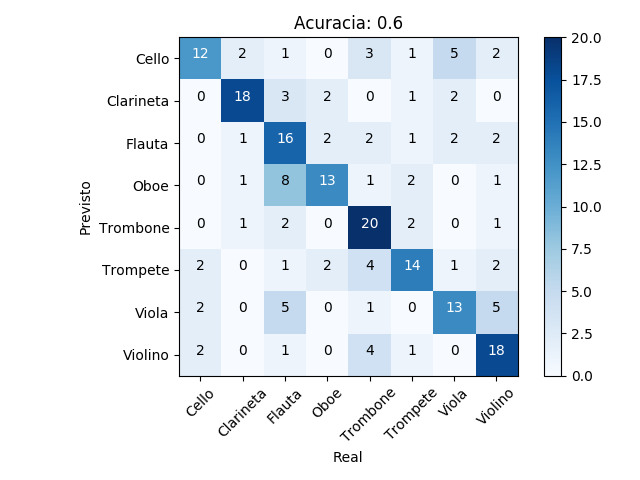 Acuracia: 0.6
Cello 12 2 1 0 3 1 5 2
Clarineta 0 18 3 2 0 1 2 0
Flauta 0 1 16 2 2 1 2 2
Oboe 0 1 8 13 1 2 0 1
Trombone 0 1 2 0 20 2 0 1
Trompete 2 0 1 2 4 14 1 2
Viola 2 0 5 0 1 0 13 5
Violino 2 0 1 0 4 1 0 18
Previsto
Cello Clarineta Flauta Oboe Trombone Trompete Viola Violino
Real
20.0
17.5
15.0
12.5
10.0
7.5
5.0
2.5
0.0